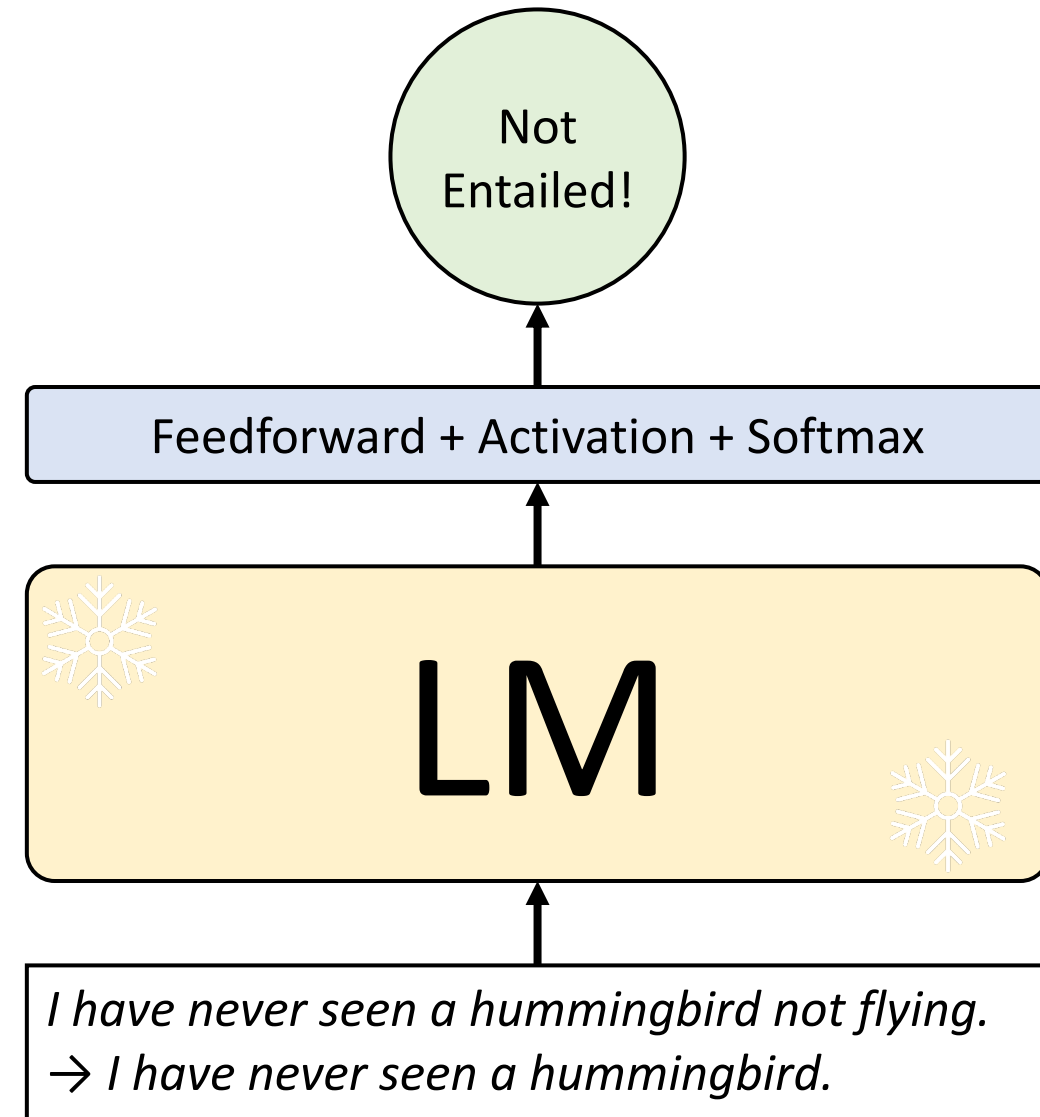 Not
Entailed!
Feedforward + Activation + Softmax
LM
I have never seen a hummingbird not flying.
→ I have never seen a hummingbird.